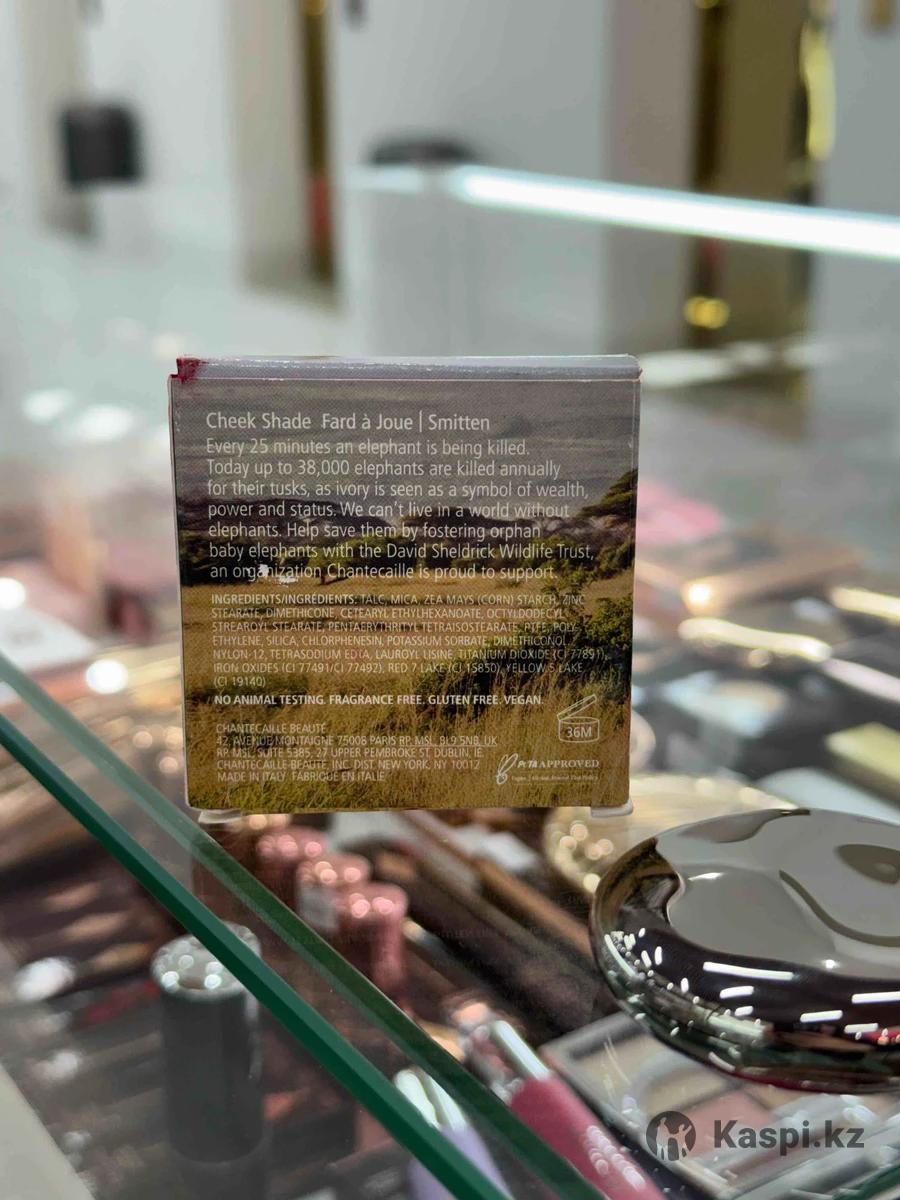 Cheek Shade Fard à Joue | Smitten
Every 25 minutes an elephant is being killed.
Today up to 38,000 elephants are killed annually
for their tusks, as ivory is seen as a symbol of wealth,
power and status. We can't live in a world without
elephants. Help save them by fostering orphan
baby elephants with the David Sheldrick Wildlife Trust,
an organization Chantecaille is proud to support.
INGREDIENTS/INGREDIENTS: TALC, MICA, ZEA MAYS (CORN) STARCH, ZINC
STEARATE, DIMETHICONE, CETEARYL ETHYLHEXANOATE, OCTYLDODECYL
STEAROYL STEARATE, PENTAERYTHRITYL TETRAISOSTEARATE, PTFE, POLY-
ETHYLENE, SILICA, CHLORPHENESIN, POTASSIUM SORBATE, DIMETHICONOL,
NYLON-12, TETRASODIUM EDTA, LAUROYL LYSINE, TITANIUM DIOXIDE (CI 77891),
IRON OXIDES (CI 77491/CI 77492), RED 7 LAKE (CI 15850), YELLOW 5 LAKE
(CI 19140)
NO ANIMAL TESTING. FRAGRANCE FREE. GLUTEN FREE. VEGAN.
CHANTECAILLE BEAUTÉ
42, AVENUE MONTAIGNE 75008 PARIS RP. MSL, BL9 5NB, UK
RP. MSL, SUITE 5385, 27 UPPER PEMBROKE ST. DUBLIN, IE
CHANTECAILLE BEAUTÉ, INC. DIST. NEW YORK, NY 10012
MADE IN ITALY FABRIQUÉ EN ITALIE
36M
PETA APPROVED
Kaspi.kz